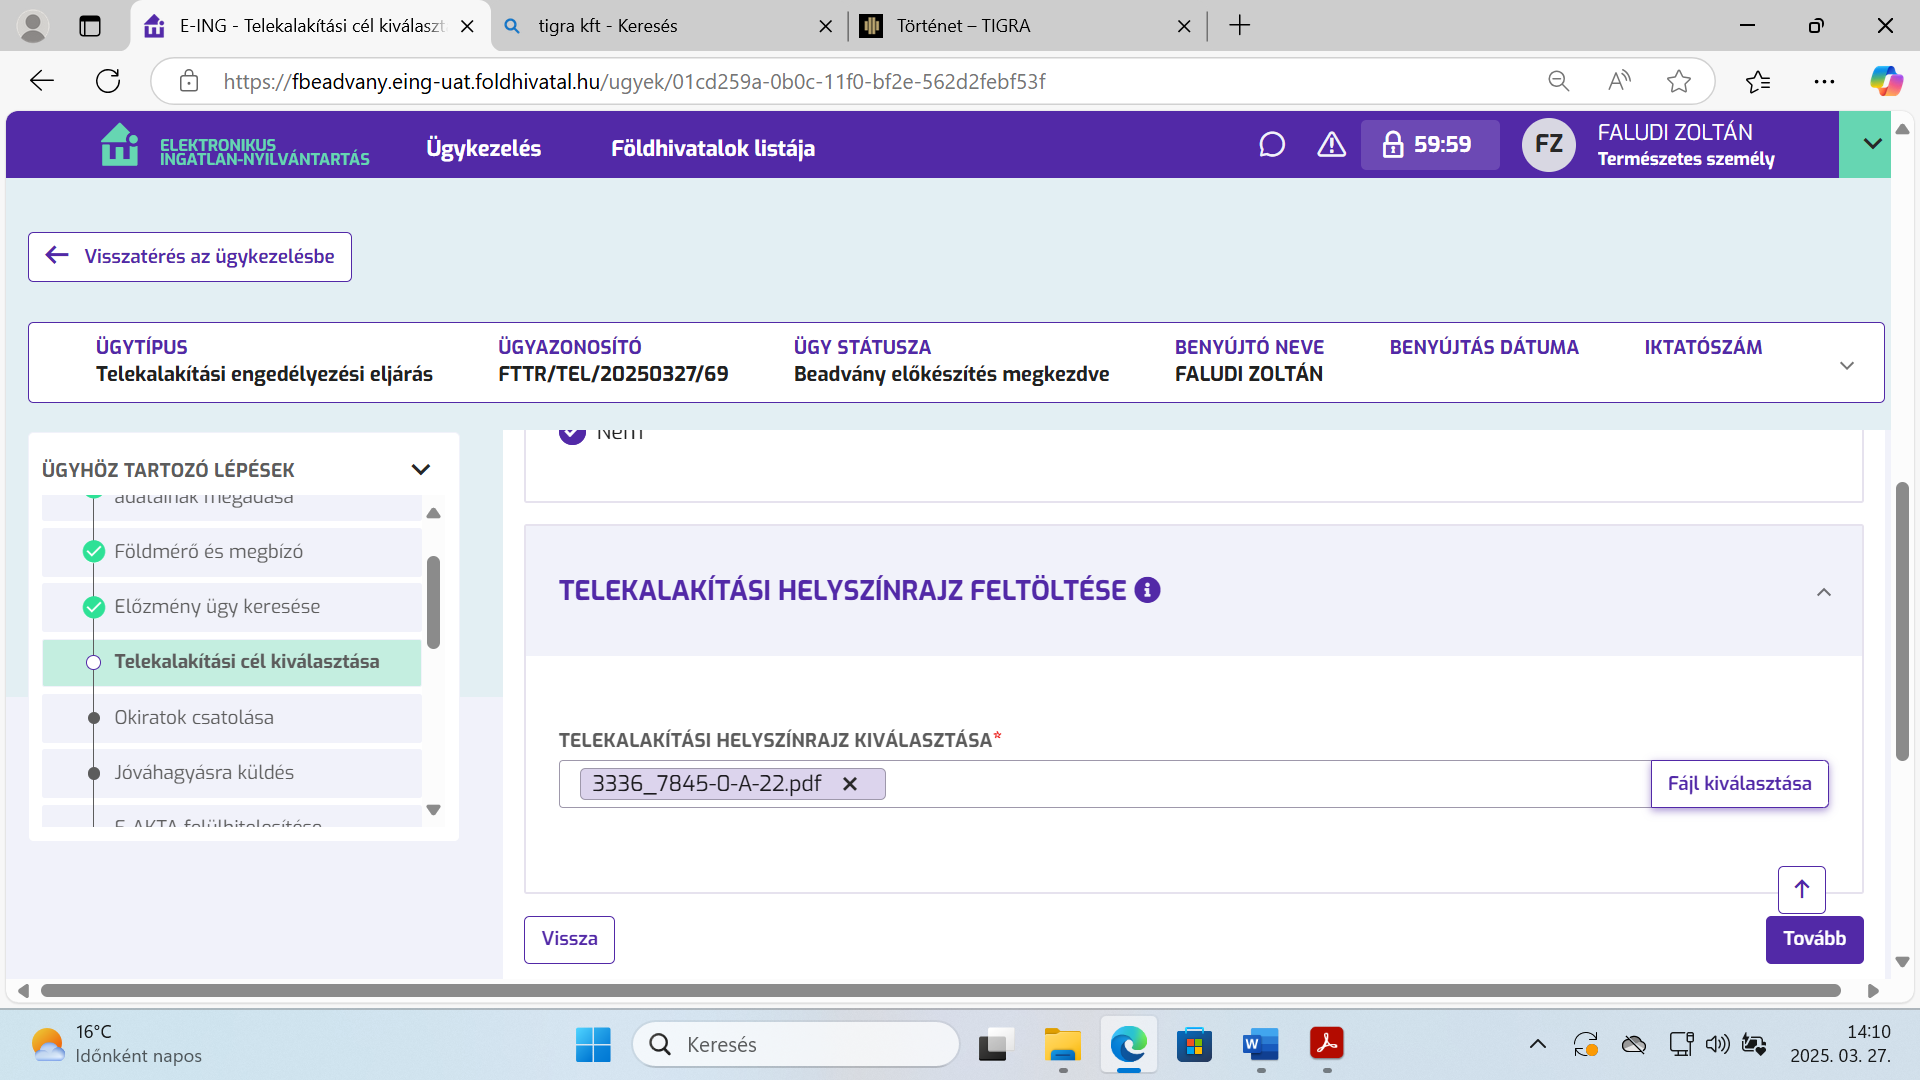 E-ING - Telekalakítási cél kiválaszt
tigra kft - Keresés
Történet – TIGRA
https://fbeadvany.eing-uat.foldhivatal.hu/ugyek/01cd259a-0b0c-11f0-bf2e-562d2febf53f
ELEKTRONIKUS
INGATLAN-NYILVÁNTARTÁS
Ügykezelés
Földhivatalok listája
59:59
FZ
FALUDI ZOLTÁN
Természetes személy
Visszatérés az ügykezelésbe
ÜGYTÍPUS
Telekalakítási engedélyezési eljárás
ÜGYAZONOSÍTÓ
FTTR/TEL/20250327/69
ÜGY STÁTUSZA
Beadvány előkészítés megkezdve
BENYÚJTÓ NEVE
FALUDI ZOLTÁN
BENYÚJTÁS DÁTUMA
IKTATÓSZÁM
ÜGYHÖZ TARTOZÓ LÉPÉSEK
adatainak megadása
Földmérő és megbízó
Előzmény ügy keresése
Telekalakítási cél kiválasztása
Okiratok csatolása
Jóváhagyásra küldés
E-AKTA felülhitelesítése
Nem
TELEKALAKÍTÁSI HELYSZÍNRAJZ FELTÖLTÉSE
TELEKALAKÍTÁSI HELYSZÍNRAJZ KIVÁLASZTÁSA*
3336_7845-0-A-22.pdf
Fájl kiválasztása
Vissza
Tovább
16°C
Időnként napos
Keresés
14:10
2025. 03. 27.